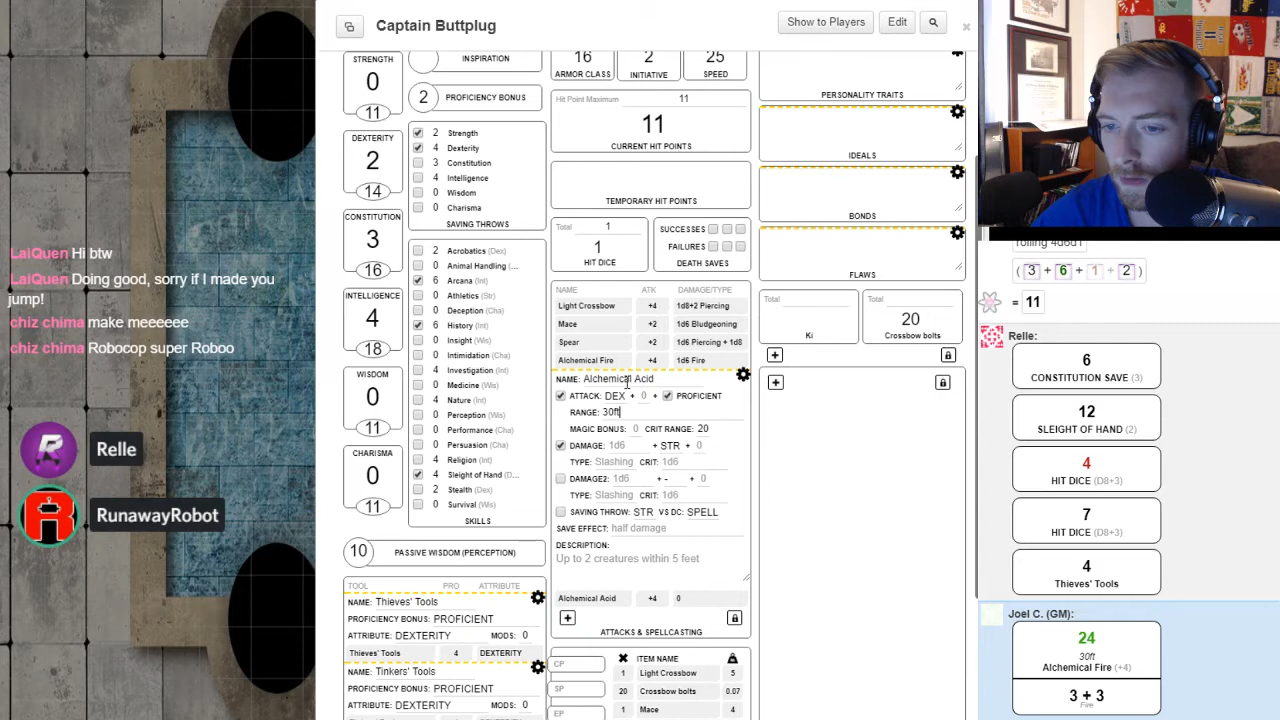 Captain Buttplug
Show to Players
Edit
STRENGTH
0
11
DEXTERITY
2
14
CONSTITUTION
3
16
INTELLIGENCE
4
18
WISDOM
0
11
CHARISMA
0
11
INSPIRATION
2 PROFICIENCY BONUS
2 Strength
4 Dexterity
3 Constitution
4 Intelligence
0 Wisdom
0 Charisma
SAVING THROWS
2 Acrobatics (Dex)
0 Animal Handling (...
6 Arcana (Int)
0 Athletics (Str)
0 Deception (Cha)
6 History (Int)
0 Insight (Wis)
0 Intimidation (Cha)
4 Investigation (Int)
0 Medicine (Wis)
4 Nature (Int)
0 Perception (Wis)
0 Performance (Cha)
0 Persuasion (Cha)
4 Religion (Int)
4 Sleight of Hand (D...
2 Stealth (Dex)
0 Survival (Wis)
SKILLS
10 PASSIVE WISDOM (PERCEPTION)
TOOL PRO ATTRIBUTE
NAME: Thieves' Tools
PROFICIENCY BONUS: PROFICIENT
ATTRIBUTE: DEXTERITY MODS: 0
Thieves' Tools 4 DEXTERITY
NAME: Tinkers' Tools
PROFICIENCY BONUS: PROFICIENT
ATTRIBUTE: DEXTERITY MODS: 0
16 2 25
ARMOR CLASS INITIATIVE SPEED
Hit Point Maximum 11
11
CURRENT HIT POINTS
TEMPORARY HIT POINTS
Total 1
1
HIT DICE
SUCCESSES
FAILURES
DEATH SAVES
NAME ATK DAMAGE/TYPE
Light Crossbow +4 1d8+2 Piercing
Mace +2 1d6 Bludgeoning
Spear +2 1d6 Piercing + 1d8
Alchemical Fire +4 1d6 Fire
NAME: Alchemical Acid
ATTACK: DEX + 0 + PROFICIENT
RANGE: 30ft
MAGIC BONUS: 0 CRIT RANGE: 20
DAMAGE: 1d6 + STR + 0
TYPE: Slashing CRIT: 1d6
DAMAGE2: 1d6 + - + 0
TYPE: Slashing CRIT: 1d6
SAVING THROW: STR VS DC: SPELL
SAVE EFFECT: half damage
DESCRIPTION:
Up to 2 creatures within 5 feet
Alchemical Acid +4 0
ATTACKS & SPELLCASTING
CP
SP
EP
ITEM NAME
1 Light Crossbow 5
20 Crossbow bolts 0.07
1 Mace 4
PERSONALITY TRAITS
IDEALS
BONDS
FLAWS
Total
Ki
Total
20
Crossbow bolts
LaiQuen Hi btw
LaiQuen Doing good, sorry if I made you
jump!
chiz chima make meeeeee
chiz chima Robocop super Roboo
Relle
RunawayRobot
rolling 4d6d1
( 3 + 6 + 1 + 2 )
= 11
Relle:
6
CONSTITUTION SAVE (3)
12
SLEIGHT OF HAND (2)
4
HIT DICE (D8+3)
7
HIT DICE (D8+3)
4
Thieves' Tools
Joel C. (GM):
24
30ft
Alchemical Fire (+4)
3 + 3
Fire